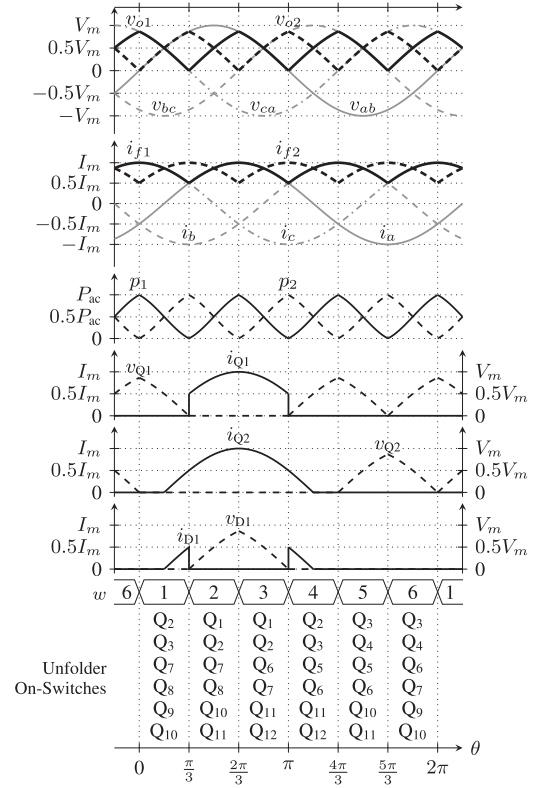 V_m v_o1 v_o2
0.5V_m
0
−0.5V_m
v_bc v_ca v_ab
−V_m
i_f1 i_f2
I_m
0.5I_m
−0.5I_m
i_b i_c i_a
−I_m
p_1 p_2
P_ac
0.5P_ac
0
i_Q1
I_m v_Q1 V_m
0.5I_m 0.5V_m
0 0
i_Q2
I_m v_Q2 V_m
0.5I_m 0.5V_m
0 0
I_m v_D1 V_m
i_D1
0.5I_m 0.5V_m
0 0
w 6 1 2 3 4 5 6 1
Q_2 Q_1 Q_1 Q_2 Q_3 Q_3
Q_3 Q_2 Q_2 Q_3 Q_4 Q_4
Q_7 Q_7 Q_6 Q_5 Q_5 Q_6
Unfolder
Q_8 Q_8 Q_7 Q_6 Q_6 Q_7
On-Switches
Q_9 Q_10 Q_11 Q_11 Q_10 Q_9
Q_10 Q_11 Q_12 Q_12 Q_11 Q_10
θ
0 π/3 2π/3 π 4π/3 5π/3 2π